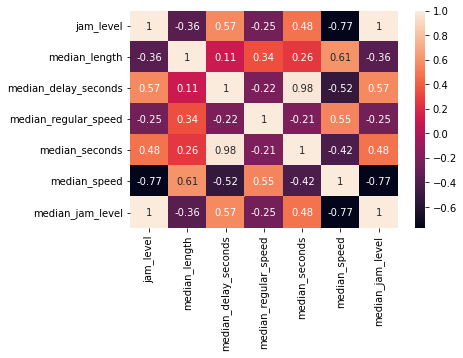 jam_level 1 -0.36 0.57 -0.25 0.48 -0.77 1
median_length -0.36 1 0.11 0.34 0.26 0.61 -0.36
median_delay_seconds 0.57 0.11 1 -0.22 0.98 -0.52 0.57
median_regular_speed -0.25 0.34 -0.22 1 -0.21 0.55 -0.25
median_seconds 0.48 0.26 0.98 -0.21 1 -0.42 0.48
median_speed -0.77 0.61 -0.52 0.55 -0.42 1 -0.77
median_jam_level 1 -0.36 0.57 -0.25 0.48 -0.77 1
jam_level
median_length
median_delay_seconds
median_regular_speed
median_seconds
median_speed
median_jam_level
1.0
0.8
0.6
0.4
0.2
0.0
-0.2
-0.4
-0.6